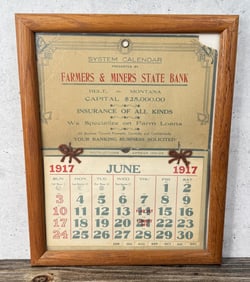 SYSTEM CALENDAR
PRESENTED BY
FARMERS & MINERS STATE BANK
BELT, - MONTANA
CAPITAL $25,000.00
INSURANCE OF ALL KINDS
We Specialize on Farm Loans
YOUR BANKING BUSINESS SOLICITED
1917 JUNE 1917
SUN MON TUE WED THU FRI SAT
1 2
3 4 5 6 7 8 9
10 11 12 13 14 15 16
17 18 19 20 21 22 23
24 25 26 27 28 29 30